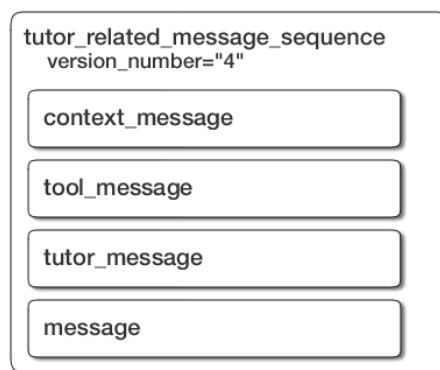 tutor_related_message_sequence
version_number="4"
context_message
tool_message
tutor_message
message